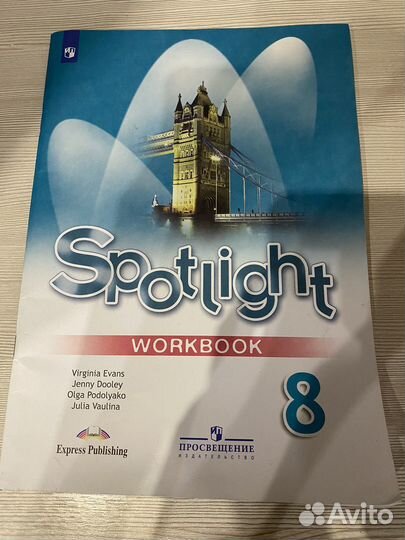 Spotlight
WORKBOOK
Virginia Evans
Jenny Dooley
Olga Podolyako
Julia Vaulina
8
Express Publishing
ПРОСВЕЩЕНИЕ
ИЗДАТЕЛЬСТВО
Avito